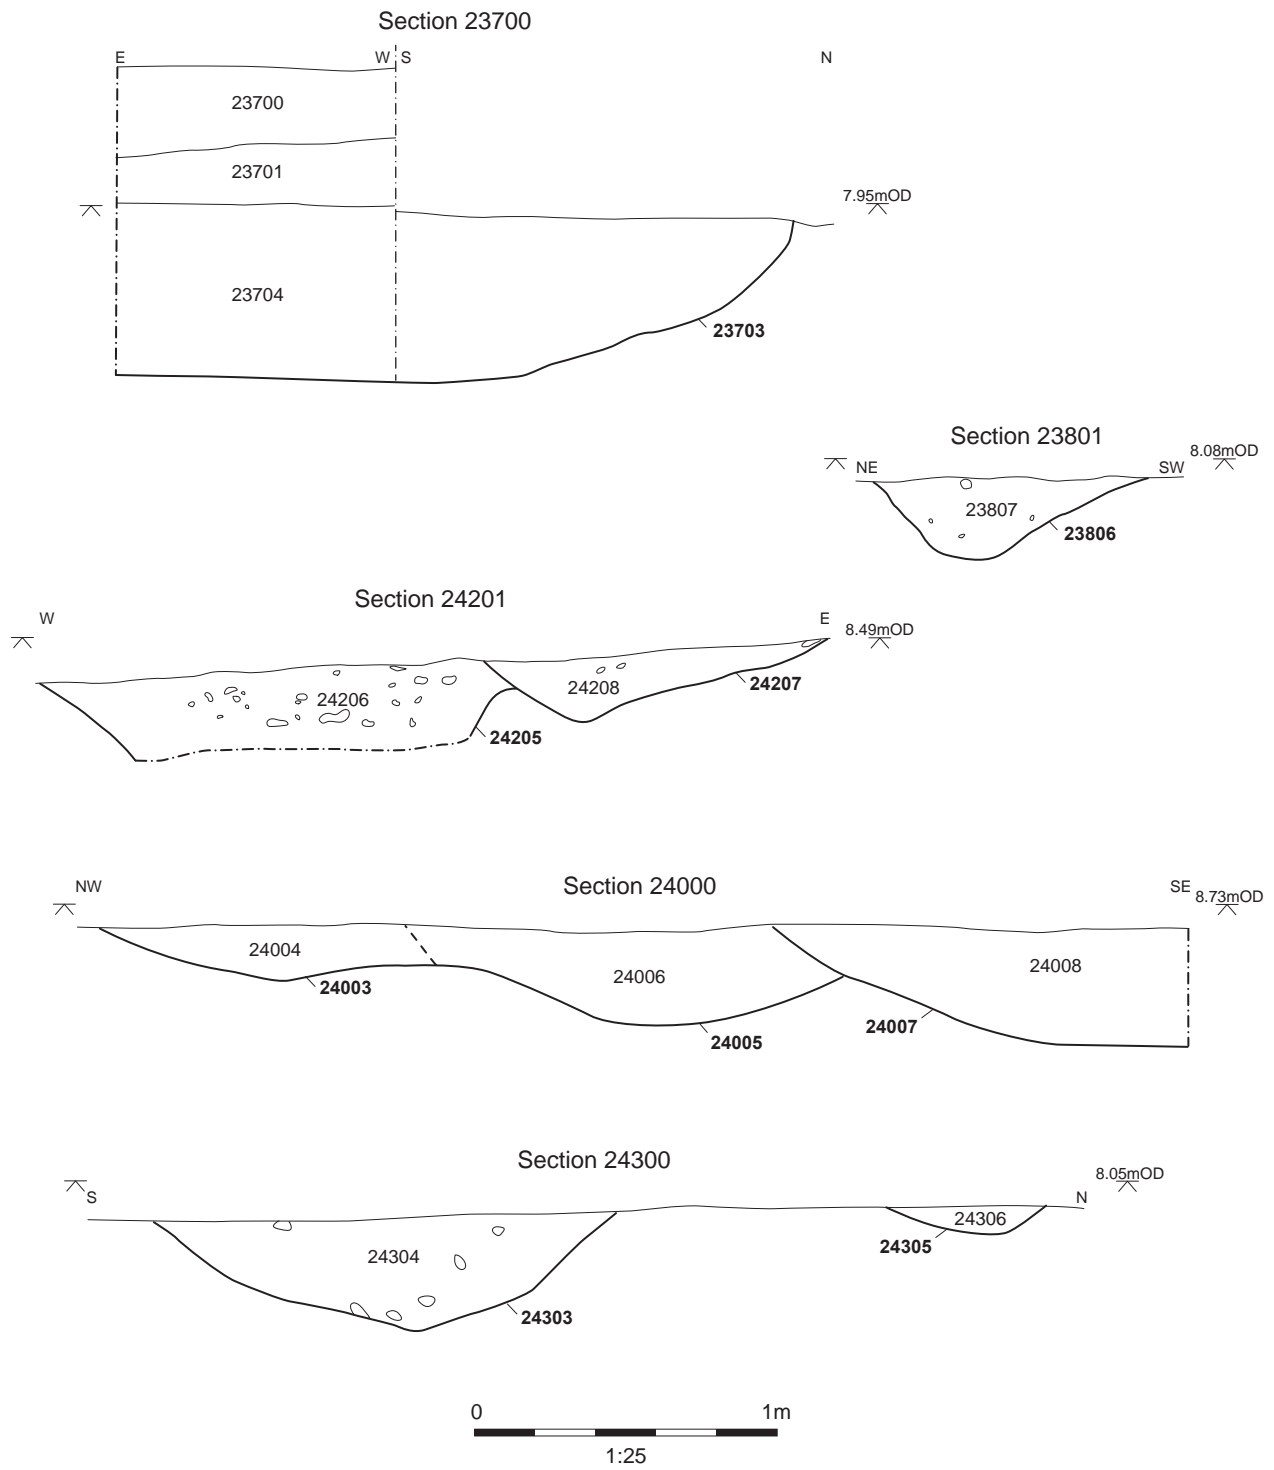 Section 23700
E W S N
23700
23701
7.95mOD
23704
23703
Section 23801
NE SW 8.08mOD
23807
23806
Section 24201
W E 8.49mOD
24206 24208 24207
24205
Section 24000
NW SE 8.73mOD
24004 24006 24008
24003 24005 24007
Section 24300
S N 8.05mOD
24304 24306
24305
24303
0 1m
1:25